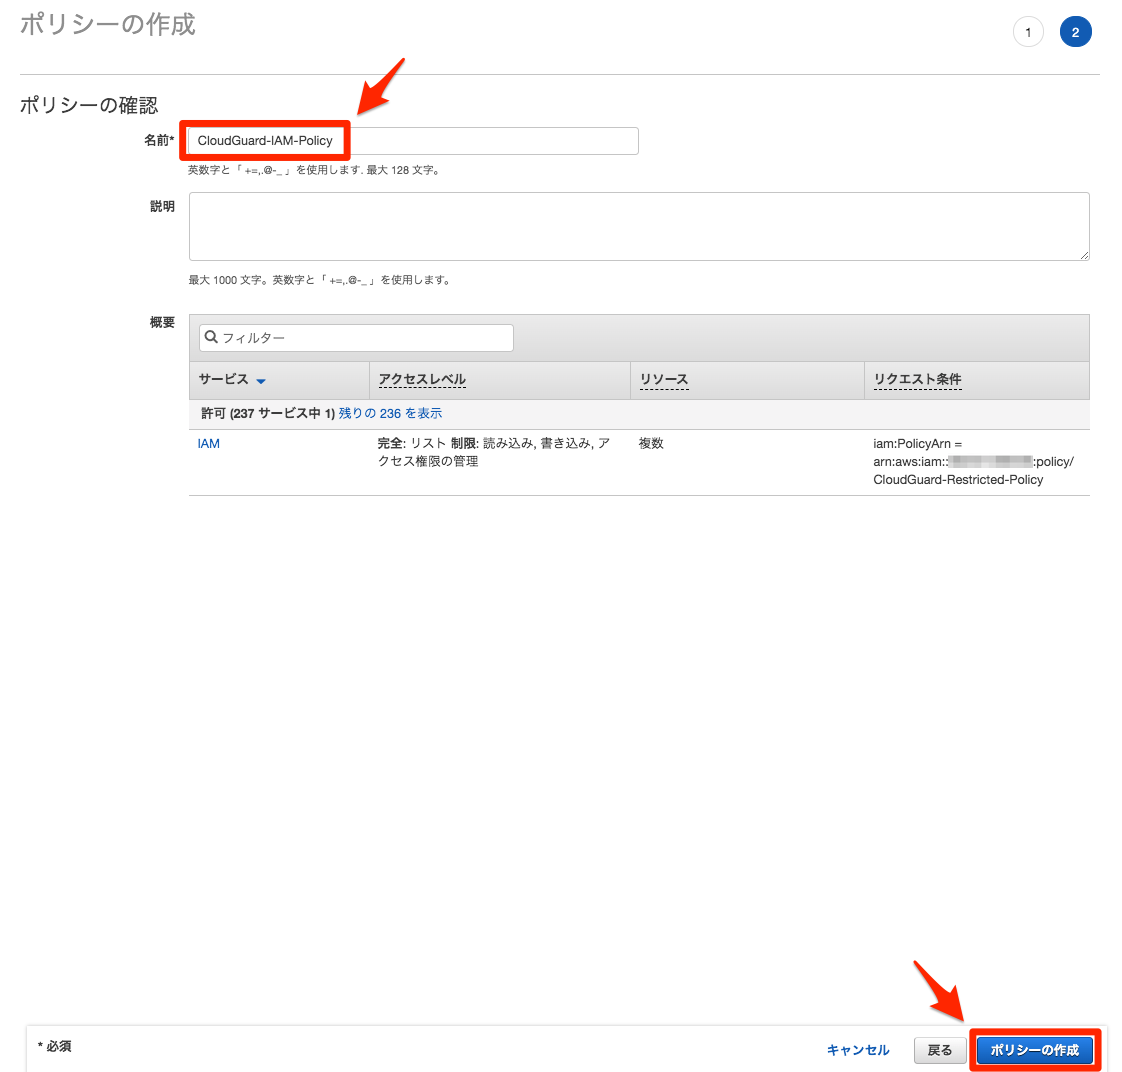 ポリシーの作成
1
2
ポリシーの確認
名前* CloudGuard-IAM-Policy
英数字と「 +=,.@-_ 」を使用します. 最大 128 文字。
説明
最大 1000 文字。英数字と「 +=,.@-_ 」を使用します。
概要 フィルター
サービス アクセスレベル リソース リクエスト条件
許可 (237 サービス中 1) 残りの 236 を表示
IAM 完全: リスト 制限: 読み込み, 書き込み, ア 複数 iam:PolicyArn =
クセス権限の管理 arn:aws:iam:: :policy/
CloudGuard-Restricted-Policy
* 必須 キャンセル 戻る ポリシーの作成